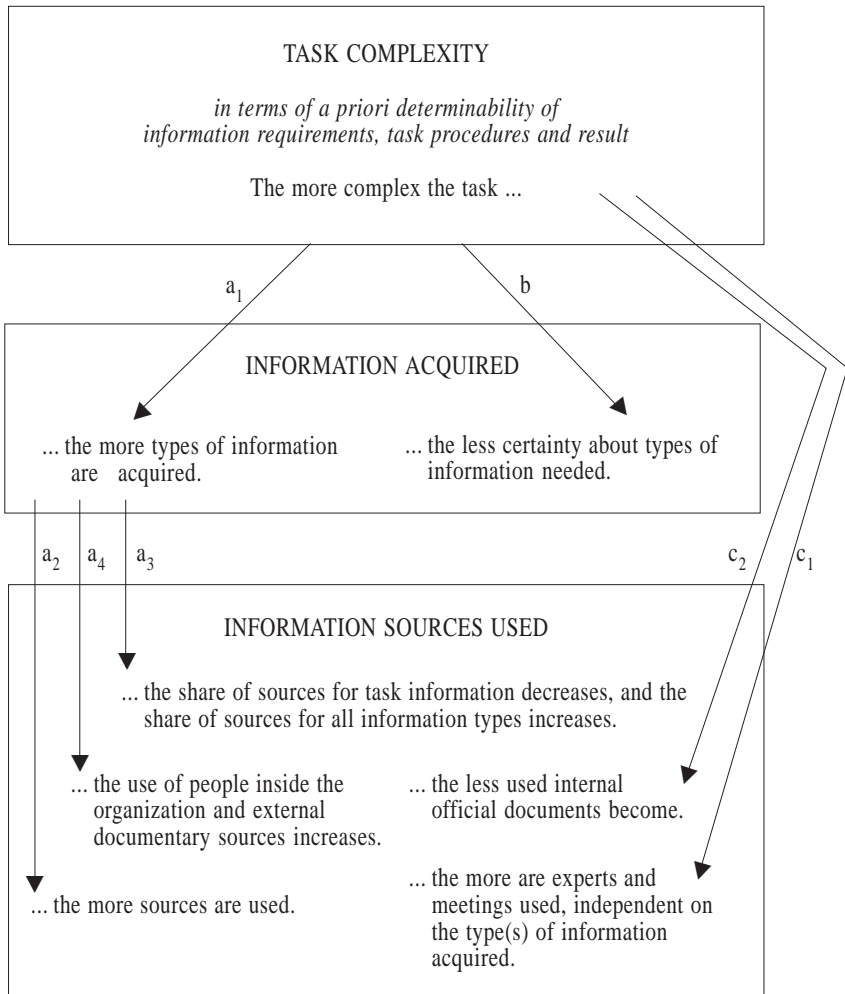 TASK COMPLEXITY
in terms of a priori determinability of
information requirements, task procedures and result
The more complex the task ...
a1
b
INFORMATION ACQUIRED
... the more types of information
are acquired.
... the less certainty about types of
information needed.
a2
a4
a3
c2
c1
INFORMATION SOURCES USED
... the share of sources for task information decreases, and the
share of sources for all information types increases.
... the use of people inside the
organization and external
documentary sources increases.
... the less used internal
official documents become.
... the more sources are used.
... the more are experts and
meetings used, independent on
the type(s) of information
acquired.